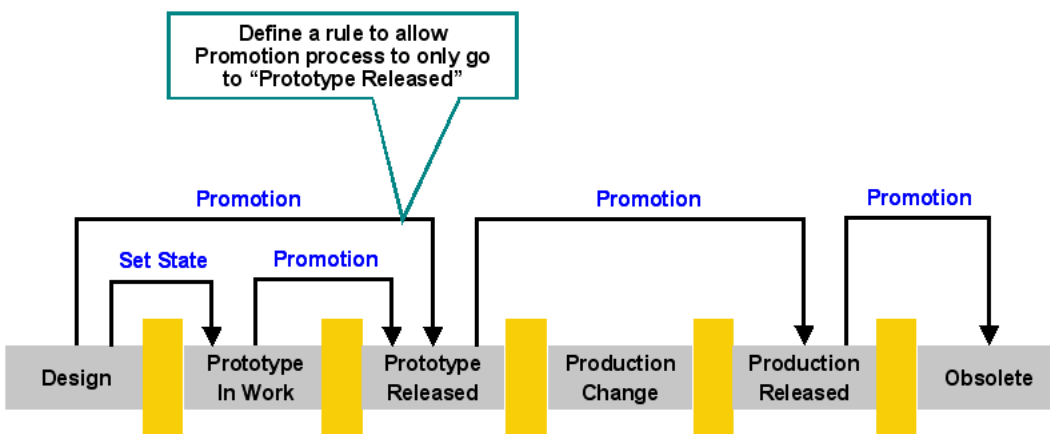 Define a rule to allow
Promotion process to only go
to “Prototype Released”
Promotion
Promotion
Promotion
Set State
Promotion
Design
Prototype
In Work
Prototype
Released
Production
Change
Production
Released
Obsolete